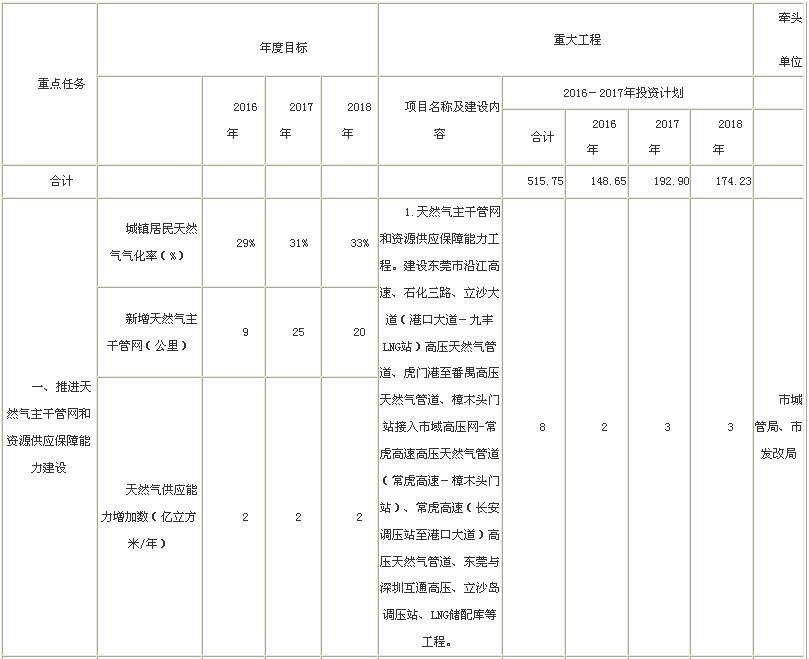 重点任务
年度目标
重大工程
牵头
单位
2016
年
2017
年
2018
年
项目名称及建设内
容
2016－2017年投资计划
合计
2016
年
2017
年
2018
年
合计
515.75
148.65
192.90
174.23
一、推进天
然气主干管网和
资源供应保障能
力建设
城镇居民天然
气气化率（%）
29%
31%
33%
新增天然气主
干管网（公里）
9
25
20
天然气供应能
力增加数（亿立方
米/年）
2
2
2
1.天然气主干管网
和资源供应保障能力工
程。建设东莞市沿江高
速、石化三路、立沙大
道（港口大道－九丰
LNG站）高压天然气管
道、虎门港至番禺高压
天然气管道、樟木头门
站接入市域高压网-常
虎高速高压天然气管道
（常虎高速－樟木头门
站）、常虎高速（长安
调压站至港口大道）高
压天然气管道、东莞与
深圳互通高压、立沙岛
调压站、LNG储配库等
工程。
8
2
3
3
市城
管局、市
发改局